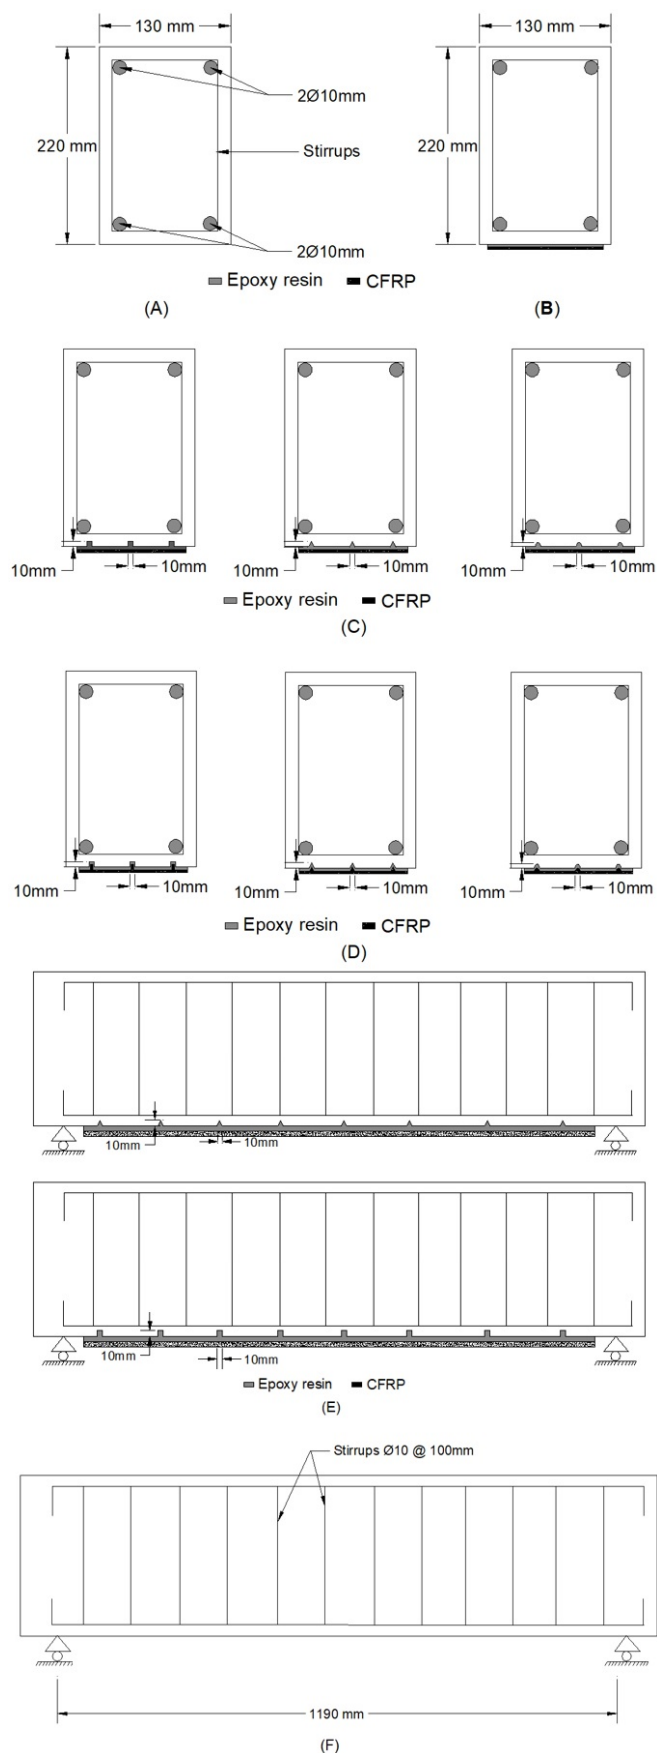 130 mm 130 mm
2Ø10mm
220 mm Stirrups 220 mm
2Ø10mm
Epoxy resin CFRP
(A) (B)
10mm 10mm 10mm 10mm 10mm 10mm
Epoxy resin CFRP
(C)
10mm 10mm 10mm 10mm 10mm 10mm
Epoxy resin CFRP
(D)
10mm 10mm
10mm 10mm
Epoxy resin CFRP
(E)
Stirrups Ø10 @ 100mm
1190 mm
(F)